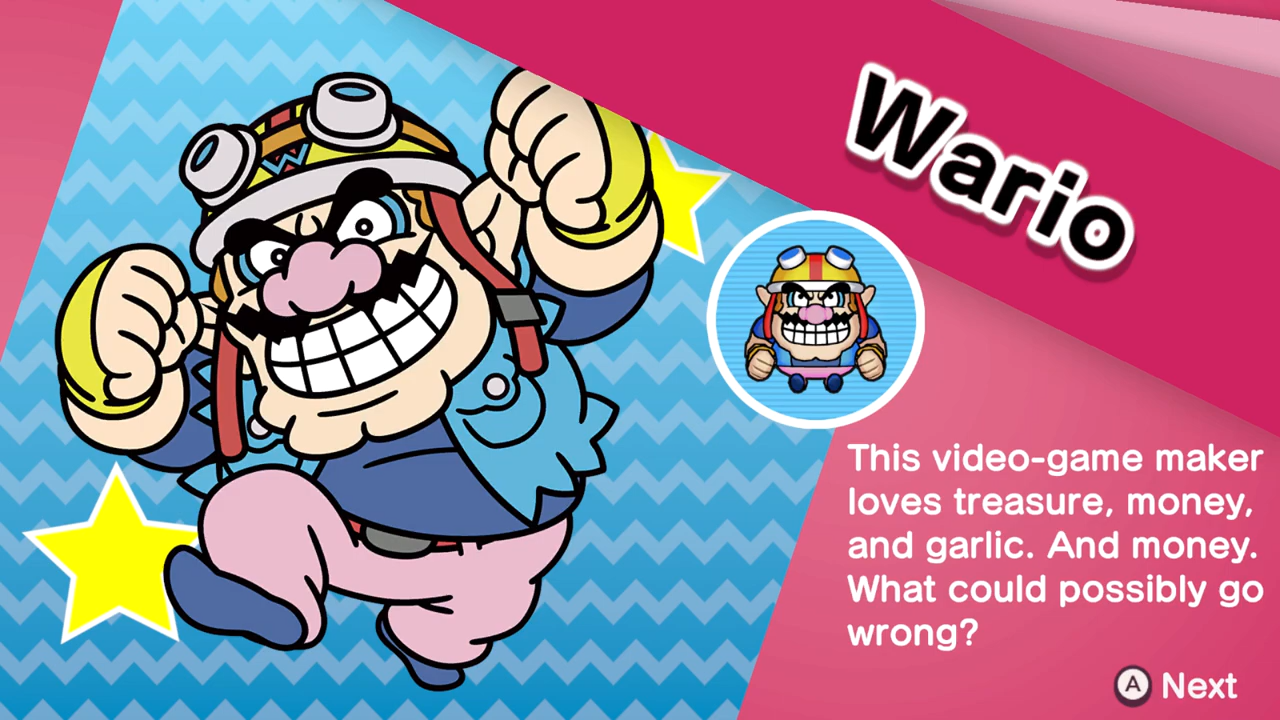 Wario
W
This video-game maker
loves treasure, money,
and garlic. And money.
What could possibly go
wrong?
A Next